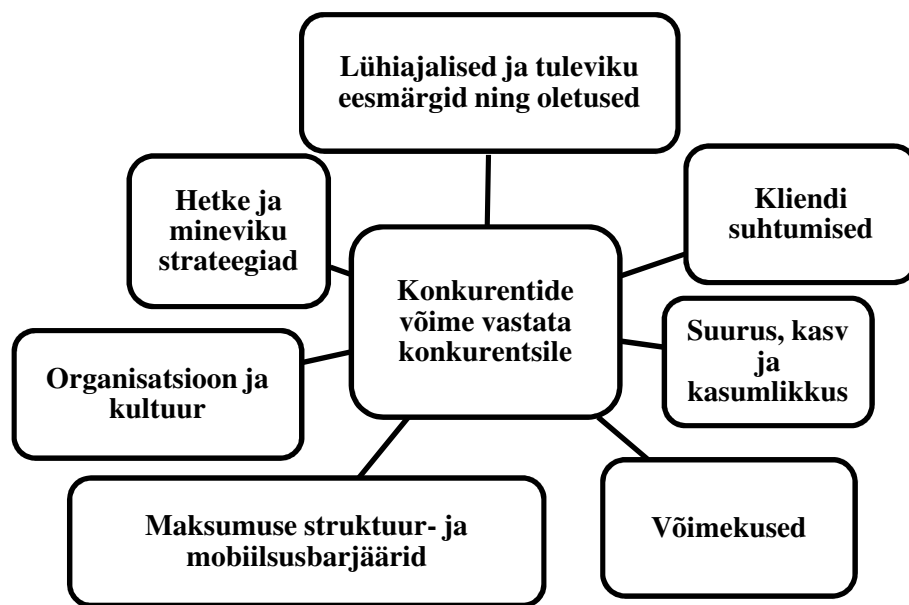 Lühiajalised ja tuleviku
eesmärgid ning oletused
Hetke ja
mineviku
strateegiad
Kliendi
suhtumised
Konkurentide
võime vastata
konkurentsile
Suurus, kasv
ja
kasumlikkus
Organisatsioon ja
kultuur
Maksumuse struktuur- ja
mobiilsusbarjäärid
Võimekused